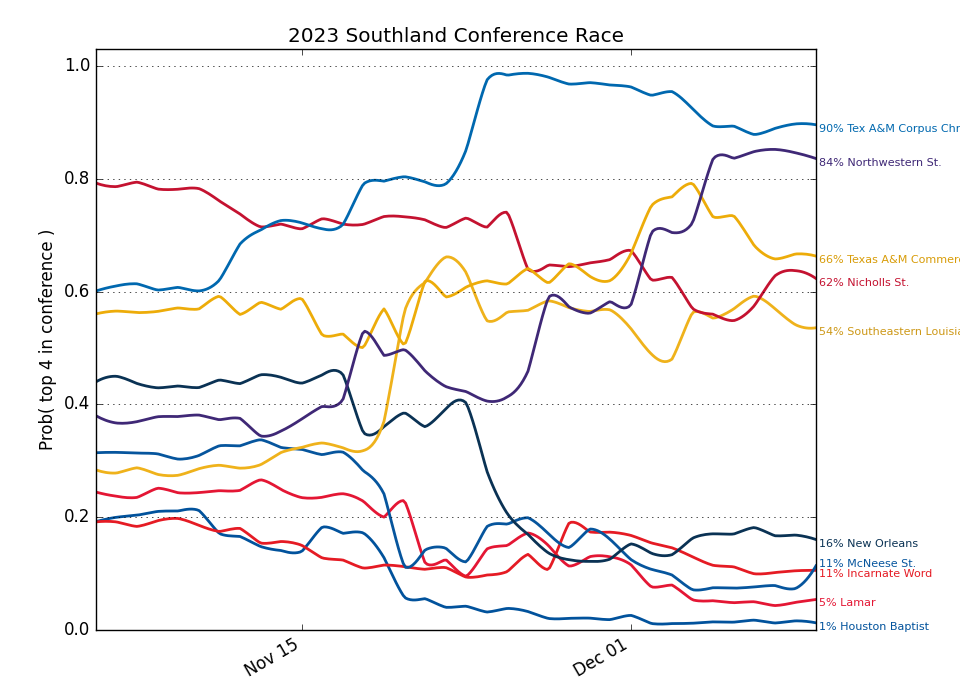 2023 Southland Conference Race
Prob( top 4 in conference )
1.0
0.8
0.6
0.4
0.2
0.0
Nov 15
Dec 01
90% Tex A&M Corpus Chr
84% Northwestern St.
66% Texas A&M Commerc
62% Nicholls St.
54% Southeastern Louisia
16% New Orleans
11% McNeese St.
11% Incarnate Word
5% Lamar
1% Houston Baptist